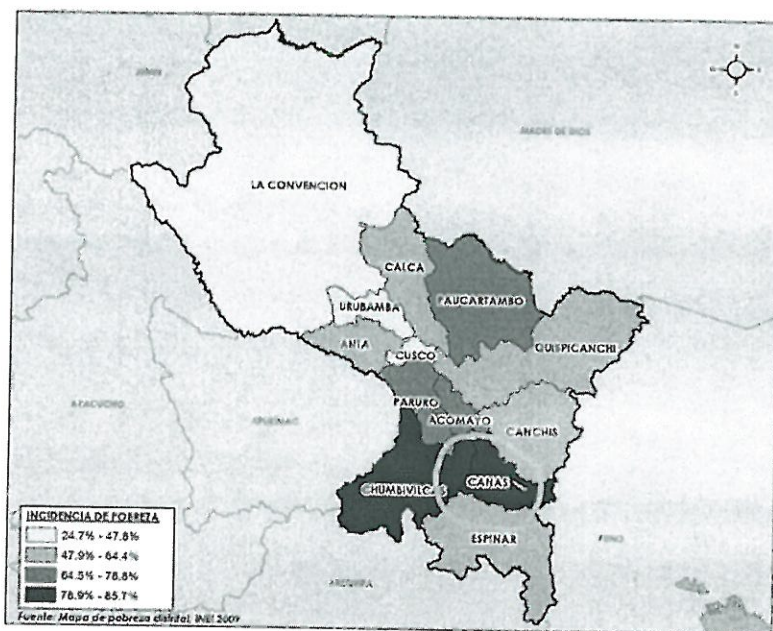 MADRE DE DIOS
LA CONVENCION
CALCA
PAUCARTAMBO
URUBAMBA
QUISPICANCHI
ANTA
CUSCO
AYACUCHO
APURIMAC
PARURO
ACOMAYO
CANCHIS
CHUMBIVILCAS
CANAS
ESPINAR
PUNO
AREQUIPA
INCIDENCIA DE POBREZA
24.7% - 47.8%
47.9% - 64.4%
64.5% - 78.8%
78.9% - 85.7%
Fuente: Mapa de pobreza distrital, INEI 2009